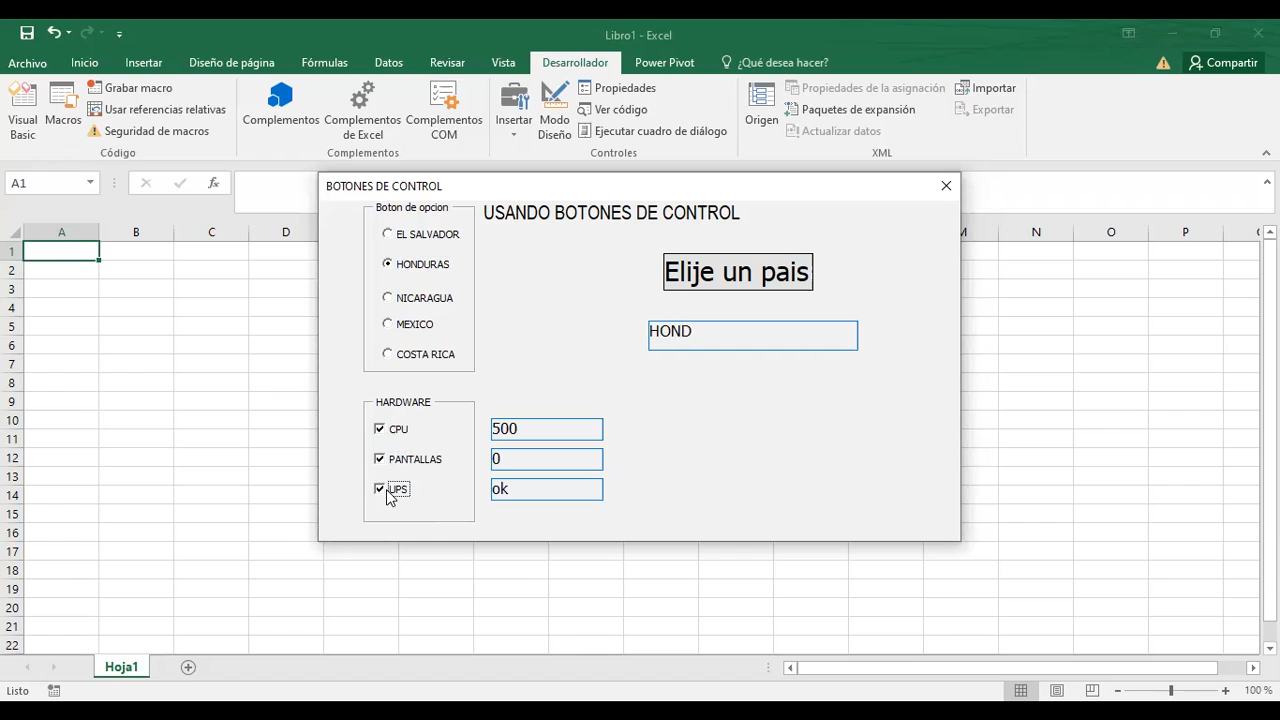 Libro1 - Excel
Archivo Inicio Insertar Diseño de página Fórmulas Datos Revisar Vista Desarrollador Power Pivot ¿Qué desea hacer? Compartir
Visual Basic
Macros
Grabar macro
Usar referencias relativas
Seguridad de macros
Código
Complementos
Complementos de Excel
Complementos COM
Complementos
Insertar
Modo Diseño
Propiedades
Ver código
Ejecutar cuadro de diálogo
Controles
Origen
Propiedades de la asignación
Paquetes de expansión
Actualizar datos
Importar
Exportar
XML
A1
fx
BOTONES DE CONTROL
A B C D M N O P
1
2
3
4
5
6
7
8
9
10
11
12
13
14
15
16
17
18
19
20
21
22
Boton de opcion
USANDO BOTONES DE CONTROL
EL SALVADOR
HONDURAS
NICARAGUA
MEXICO
COSTA RICA
Elije un pais
HOND
HARDWARE
CPU 500
PANTALLAS 0
UPS ok
Hoja1
Listo
100 %